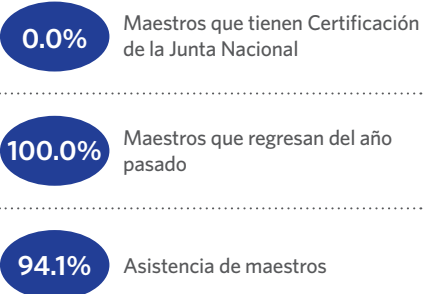 0.0%
Maestros que tienen Certificación
de la Junta Nacional
100.0%
Maestros que regresan del año
pasado
94.1%
Asistencia de maestros